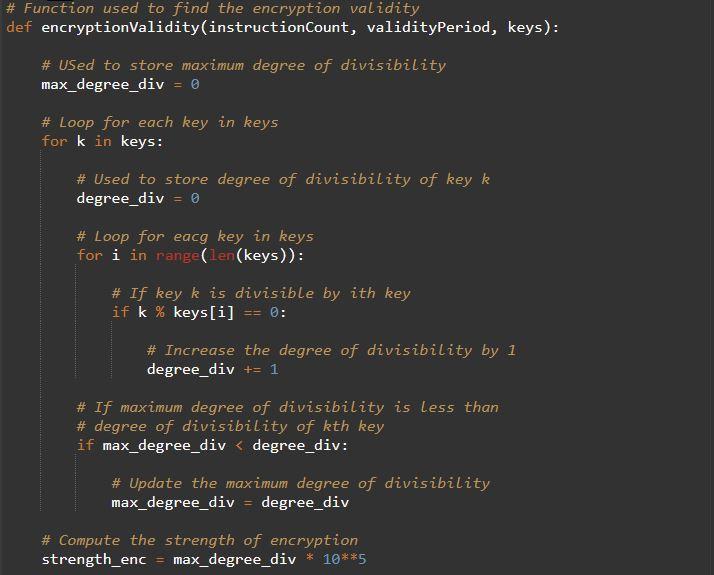 # Function used to find the encryption validity
def encryptionValidity(instructionCount, validityPeriod, keys):
# USed to store maximum degree of divisibility
max_degree_div = 0
# Loop for each key in keys
for k in keys:
# Used to store degree of divisibility of key k
degree_div = 0
# Loop for eacg key in keys
for i in range(len(keys)):
# If key k is divisible by ith key
if k % keys[i] == 0:
# Increase the degree of divisibility by 1
degree_div += 1
# If maximum degree of divisibility is less than
# degree of divisibility of kth key
if max_degree_div < degree_div:
# Update the maximum degree of divisibility
max_degree_div = degree_div
# Compute the strength of encryption
strength_enc = max_degree_div * 10**5